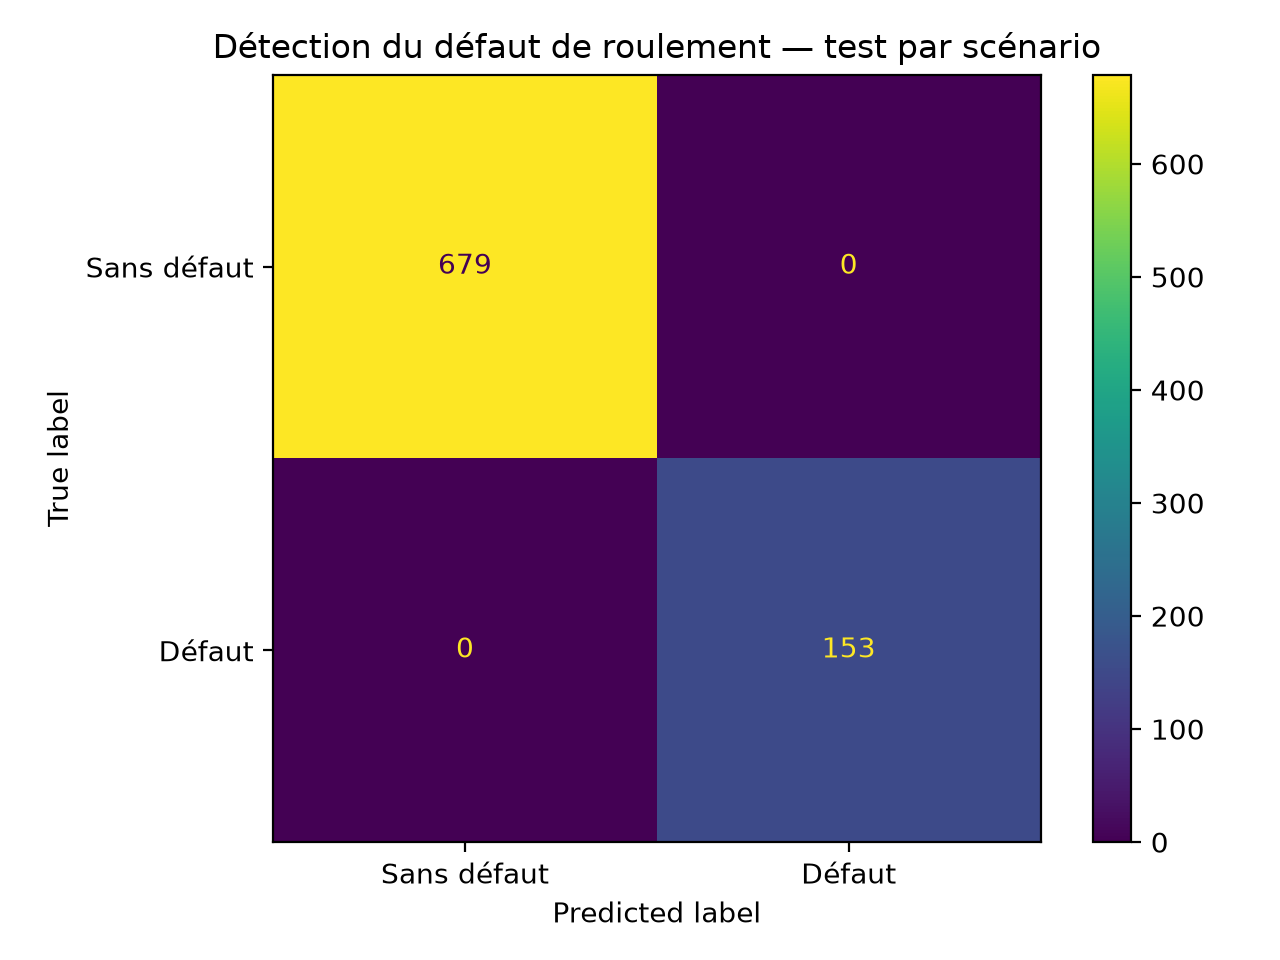 Détection du défaut de roulement — test par scénario
Sans défaut
679
0
Défaut
0
153
True label
Sans défaut
Défaut
Predicted label
600
500
400
300
200
100
0